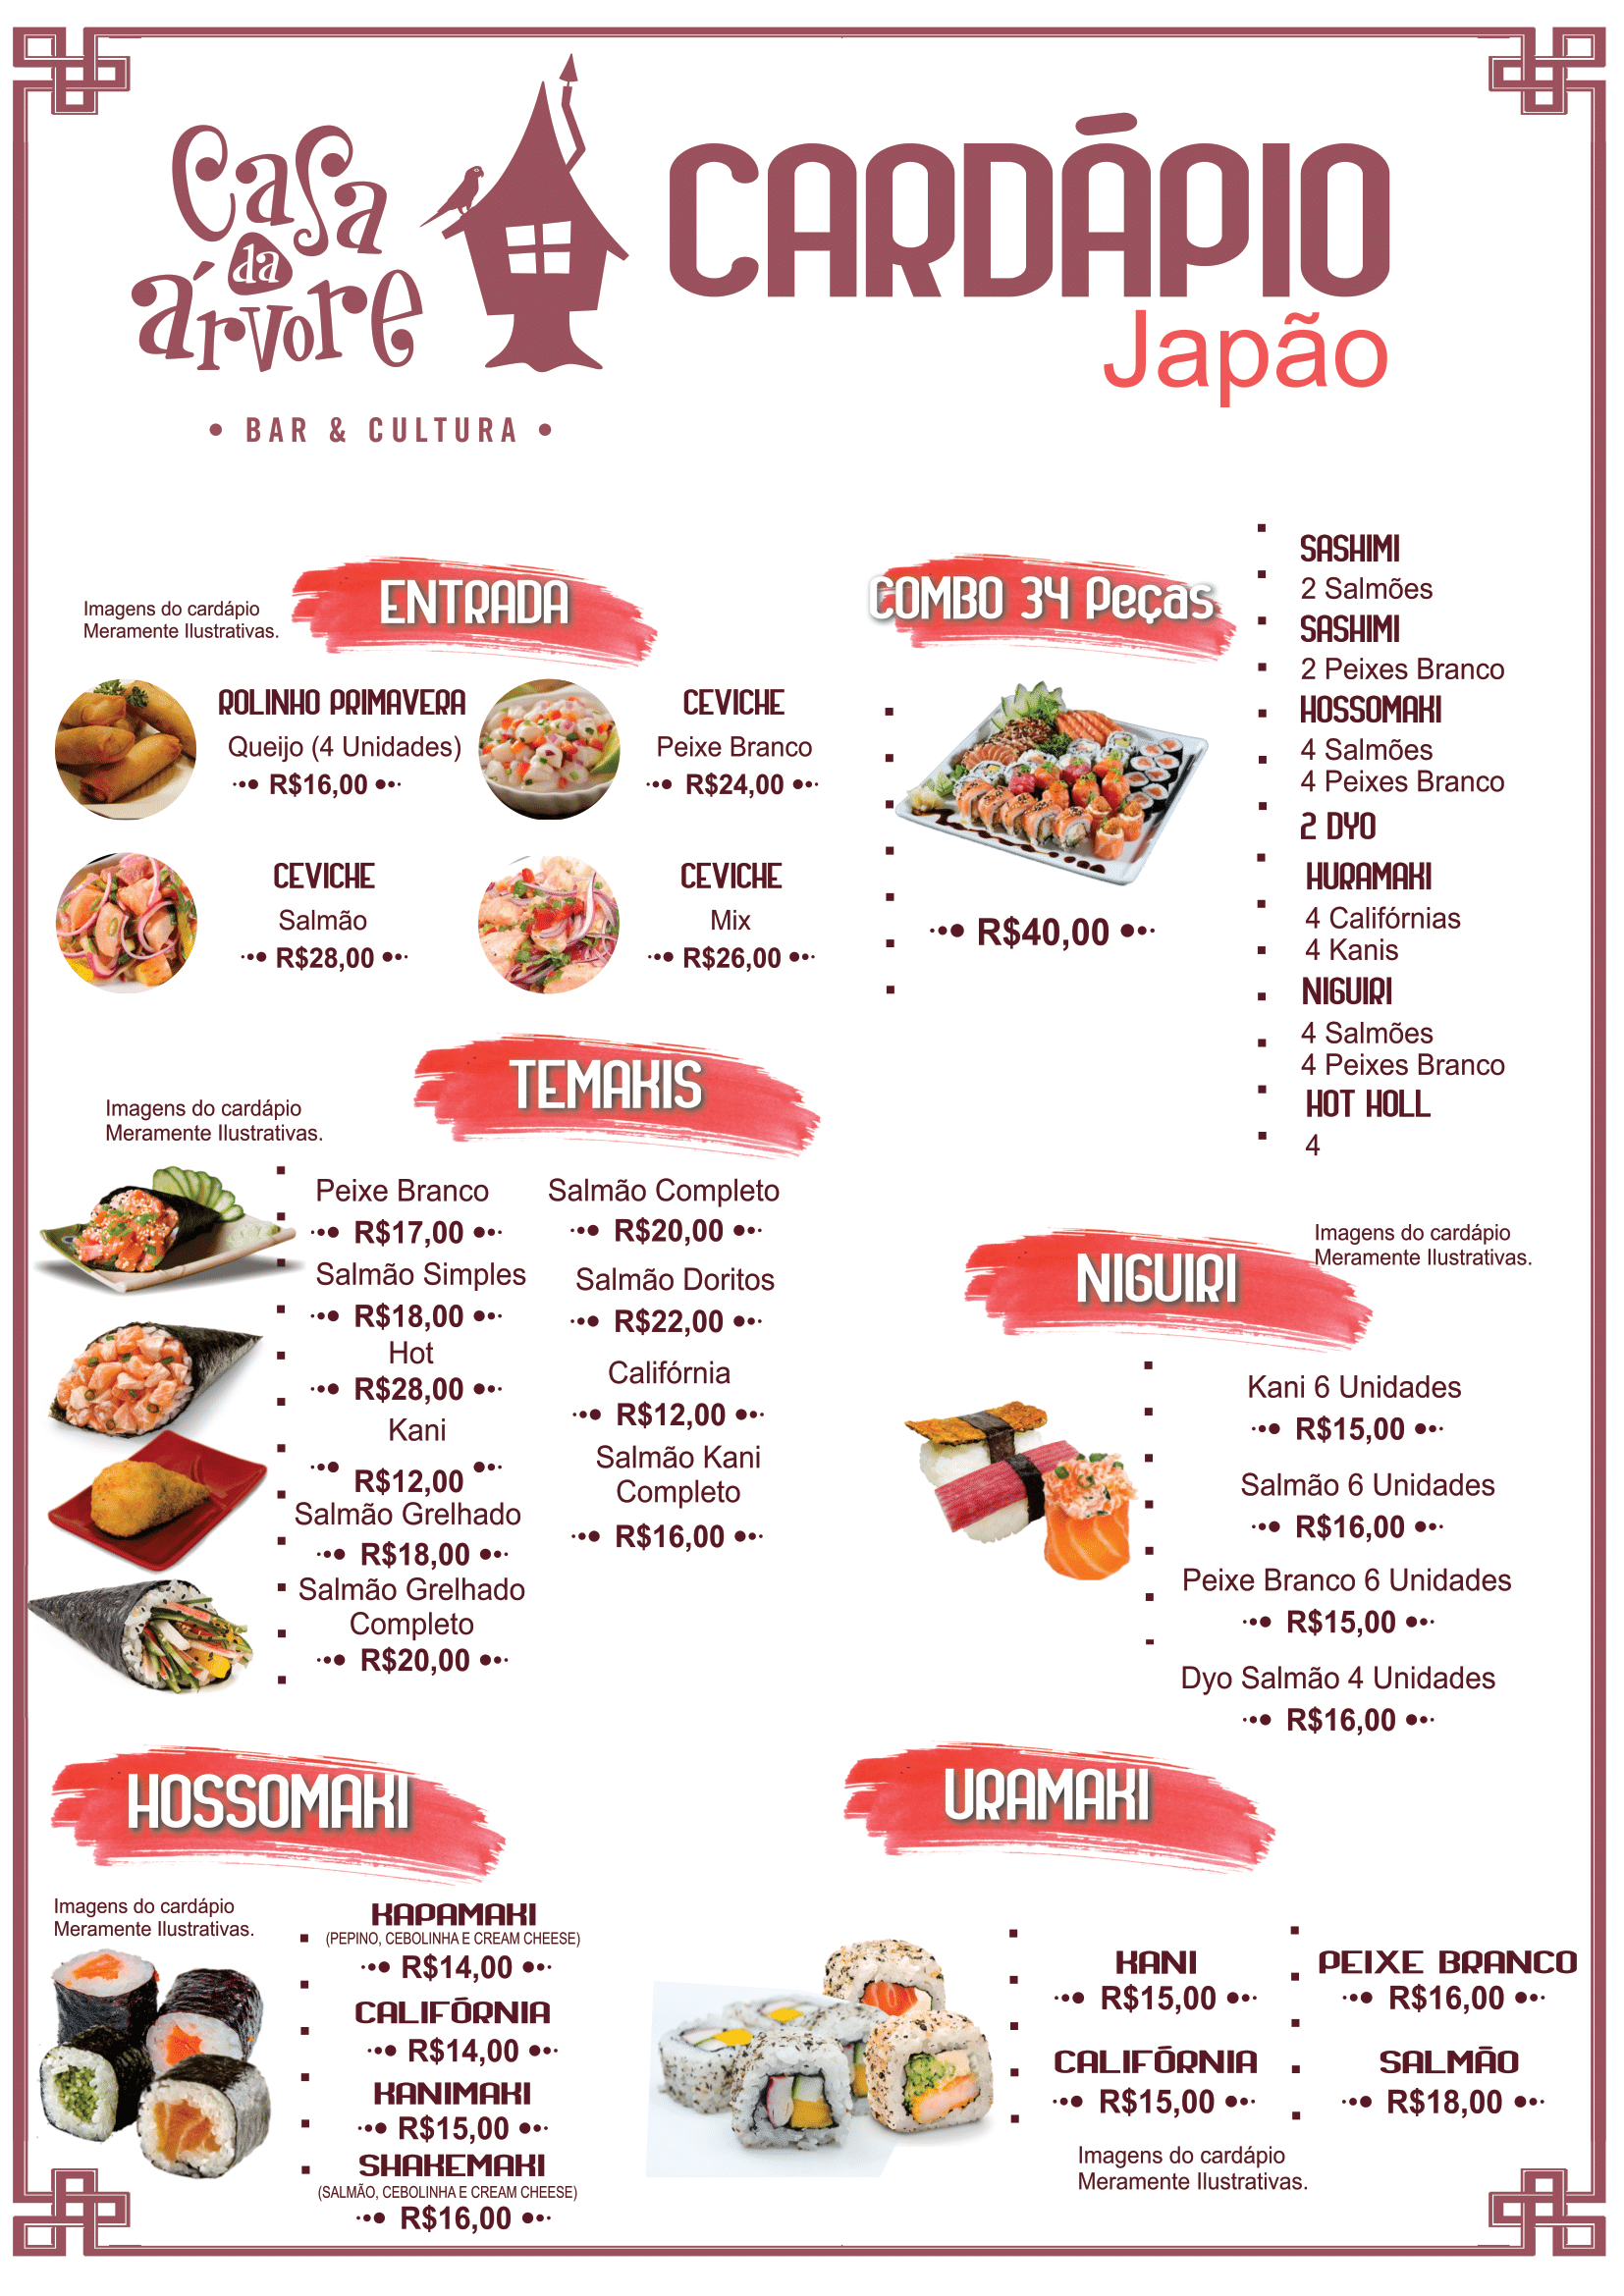 Casa
da
árvore
• BAR & CULTURA •
CARDÁPIO
Japão
Imagens do cardápio
Meramente Ilustrativas.
ENTRADA
ROLINHO PRIMAVERA
Queijo (4 Unidades)
R$16,00
CEVICHE
Peixe Branco
R$24,00
CEVICHE
Salmão
R$28,00
CEVICHE
Mix
R$26,00
COMBO 34 Peças
R$40,00
SASHIMI
2 Salmões
SASHIMI
2 Peixes Branco
HOSSOMAKI
4 Salmões
4 Peixes Branco
2 DYO
HURAMAKI
4 Califórnias
4 Kanis
NIGUIRI
4 Salmões
4 Peixes Branco
HOT HOLL
4
TEMAKIS
Imagens do cardápio
Meramente Ilustrativas.
Peixe Branco
R$17,00
Salmão Simples
R$18,00
Hot
R$28,00
Kani
R$12,00
Salmão Grelhado
R$18,00
Salmão Grelhado
Completo
R$20,00
Salmão Completo
R$20,00
Salmão Doritos
R$22,00
Califórnia
R$12,00
Salmão Kani
Completo
R$16,00
NIGUIRI
Imagens do cardápio
Meramente Ilustrativas.
Kani 6 Unidades
R$15,00
Salmão 6 Unidades
R$16,00
Peixe Branco 6 Unidades
R$15,00
Dyo Salmão 4 Unidades
R$16,00
HOSSOMAKI
Imagens do cardápio
Meramente Ilustrativas.
KAPAMAKI
(PEPINO, CEBOLINHA E CREAM CHEESE)
R$14,00
CALIFÓRNIA
R$14,00
KANIMAKI
R$15,00
SHAKEMAKI
(SALMÃO, CEBOLINHA E CREAM CHEESE)
R$16,00
URAMAKI
KANI
R$15,00
PEIXE BRANCO
R$16,00
CALIFÓRNIA
R$15,00
SALMÃO
R$18,00
Imagens do cardápio
Meramente Ilustrativas.